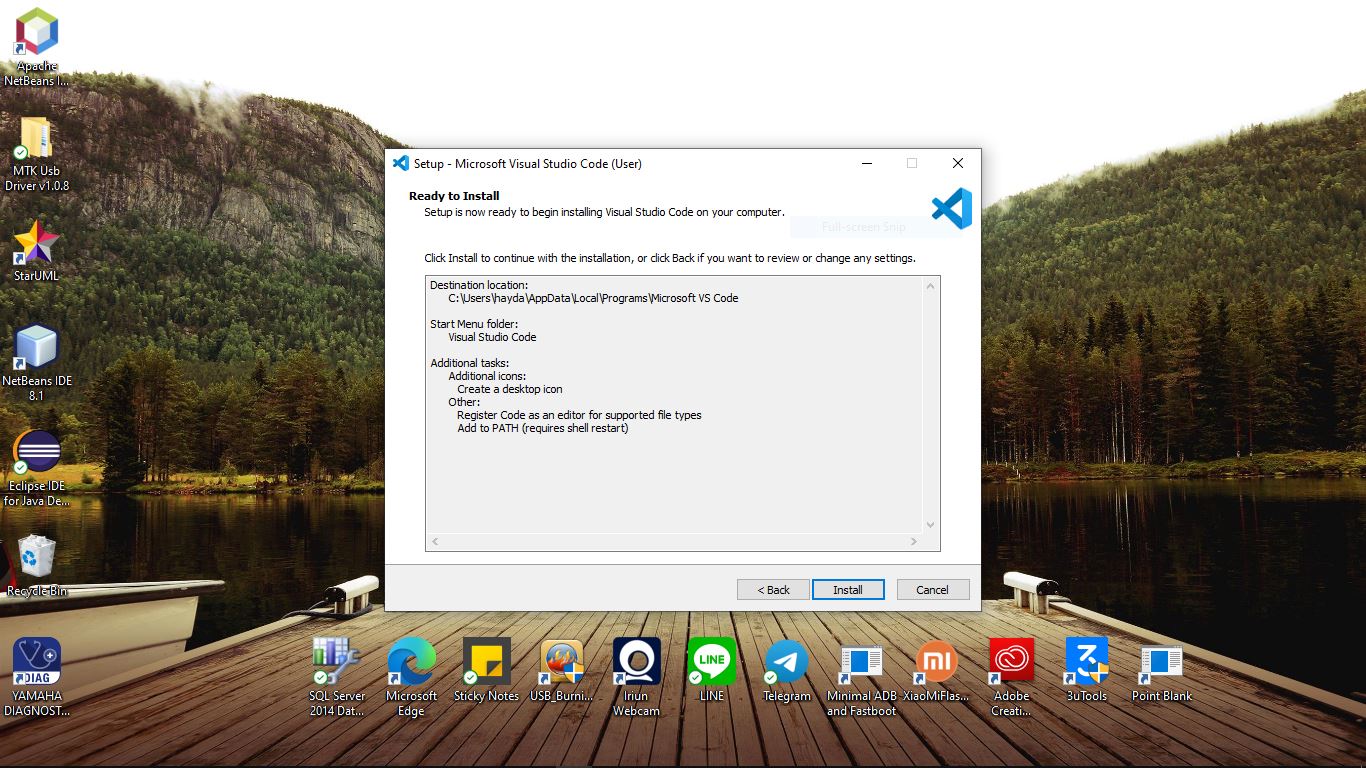 Apache
NetBeans I...
MTK Usb
Driver v1.0.8
StarUML
NetBeans IDE
8.1
Eclipse IDE
for Java De...
Recycle Bin
YAMAHA
DIAGNOST...
DIAG
Setup - Microsoft Visual Studio Code (User)
Ready to Install
Setup is now ready to begin installing Visual Studio Code on your computer.
Full-screen Snip
Click Install to continue with the installation, or click Back if you want to review or change any settings.
Destination location:
C:\Users\hayda\AppData\Local\Programs\Microsoft VS Code
Start Menu folder:
Visual Studio Code
Additional tasks:
Additional icons:
Create a desktop icon
Other:
Register Code as an editor for supported file types
Add to PATH (requires shell restart)
< Back
Install
Cancel
SQL Server
2014 Dat...
Microsoft
Edge
Sticky Notes
USB_Burni...
Iriun
Webcam
LINE
LINE
Telegram
Minimal ADB
and Fastboot
XiaoMiFlas...
Adobe
Creati...
3uTools
Point Blank